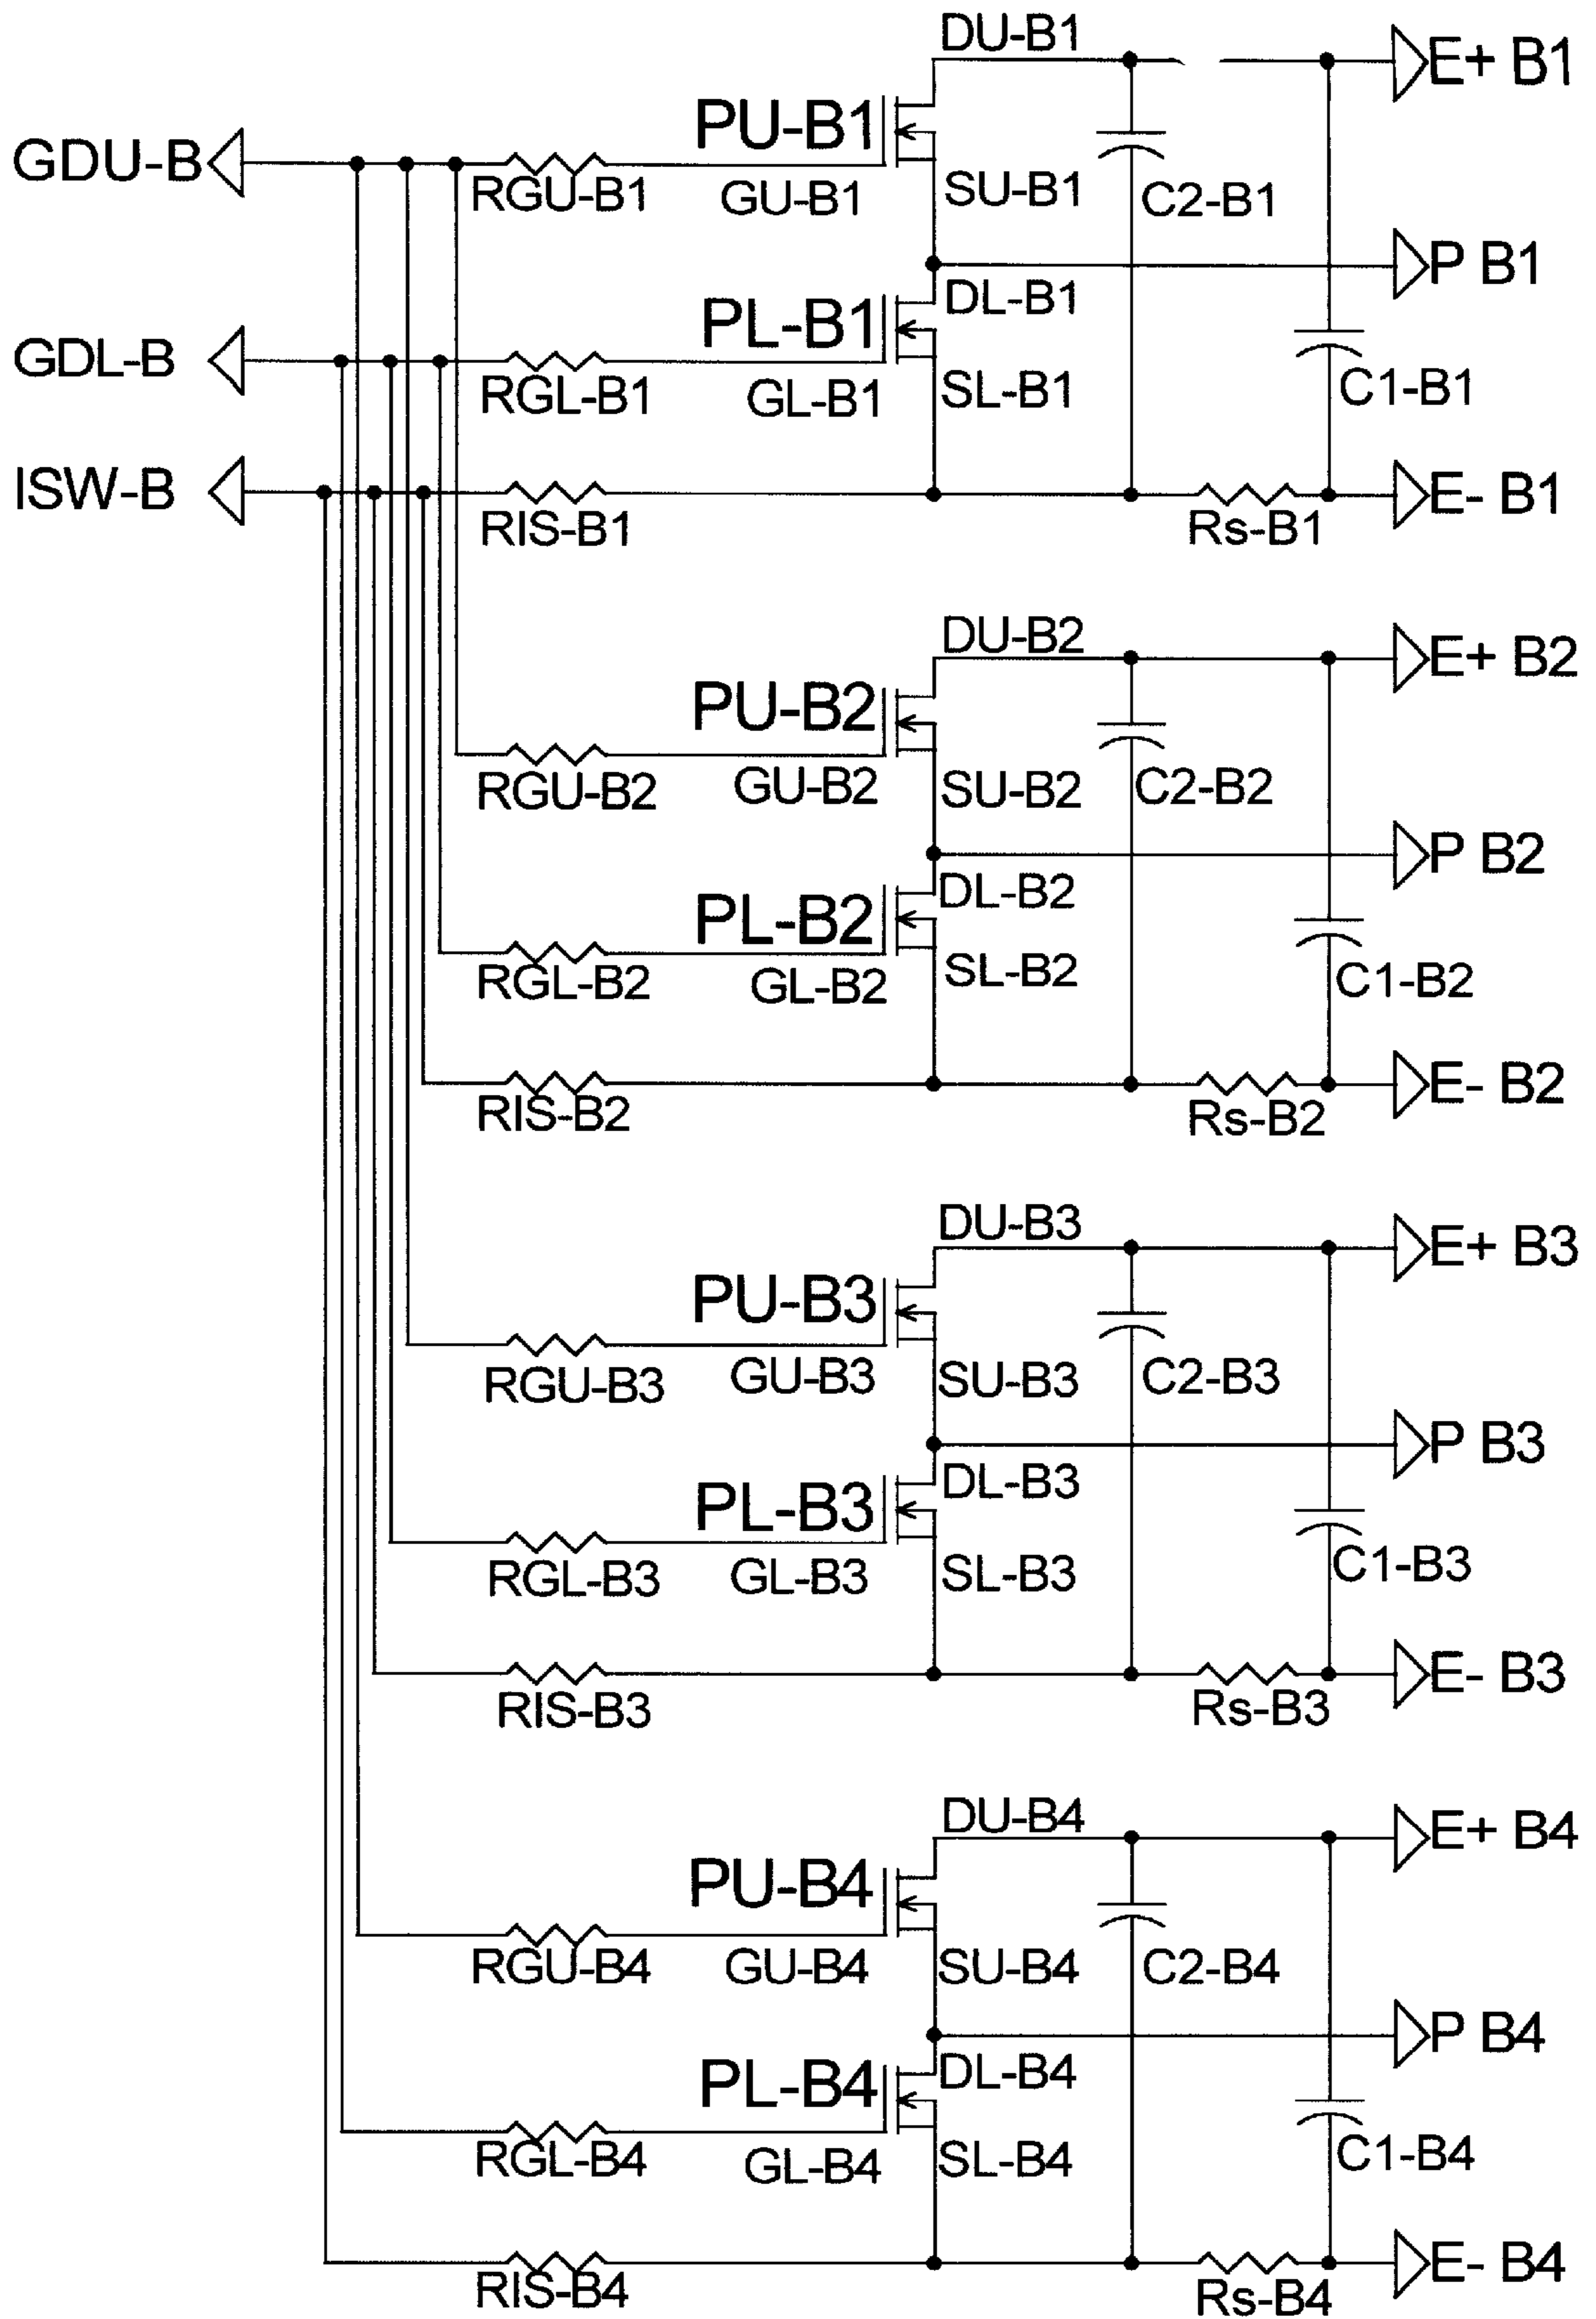 DU-B1
E+ B1
PU-B1
GDU-B
RGU-B1
GU-B1
SU-B1
C2-B1
P B1
DL-B1
PL-B1
GDL-B
RGL-B1
GL-B1
SL-B1
C1-B1
ISW-B
RIS-B1
Rs-B1
E- B1
DU-B2
E+ B2
PU-B2
RGU-B2
GU-B2
SU-B2
C2-B2
P B2
DL-B2
PL-B2
RGL-B2
GL-B2
SL-B2
C1-B2
RIS-B2
Rs-B2
E- B2
DU-B3
E+ B3
PU-B3
RGU-B3
GU-B3
SU-B3
C2-B3
P B3
DL-B3
PL-B3
RGL-B3
GL-B3
SL-B3
C1-B3
RIS-B3
Rs-B3
E- B3
DU-B4
E+ B4
PU-B4
RGU-B4
GU-B4
SU-B4
C2-B4
P B4
DL-B4
PL-B4
RGL-B4
GL-B4
SL-B4
C1-B4
RIS-B4
Rs-B4
E- B4